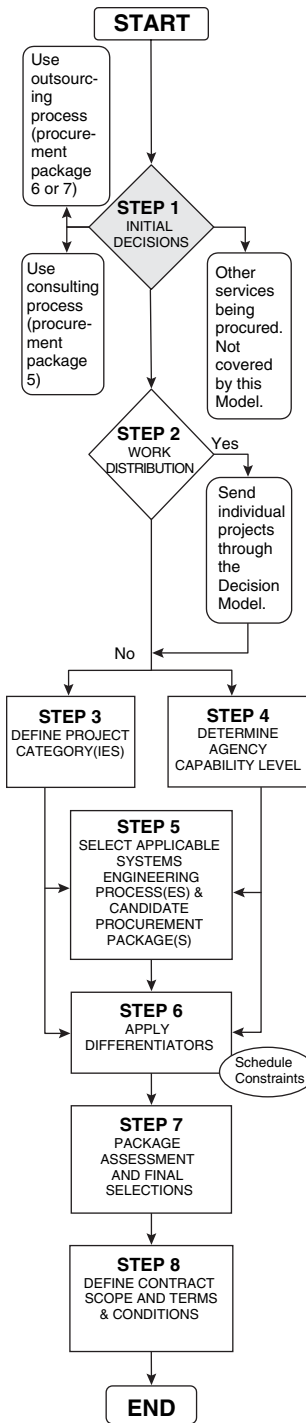 START
Use
outsourc-
ing
process
(procure-
ment
package
6 or 7)
STEP 1
INITIAL
DECISIONS
Use
consulting
process
(procure-
ment
package
5)
Other
services
being
procured.
Not
covered
by this
Model.
STEP 2
WORK
DISTRIBUTION
Yes
Send
individual
projects
through
the
Decision
Model.
No
STEP 3
DEFINE PROJECT
CATEGORY(IES)
STEP 4
DETERMINE
AGENCY
CAPABILITY LEVEL
STEP 5
SELECT APPLICABLE
SYSTEMS
ENGINEERING
PROCESS(ES) &
CANDIDATE
PROCUREMENT
PACKAGE(S)
STEP 6
APPLY
DIFFERENTIATORS
Schedule
Constraints
STEP 7
PACKAGE
ASSESSMENT
AND FINAL
SELECTIONS
STEP 8
DEFINE CONTRACT
SCOPE AND TERMS
& CONDITIONS
END